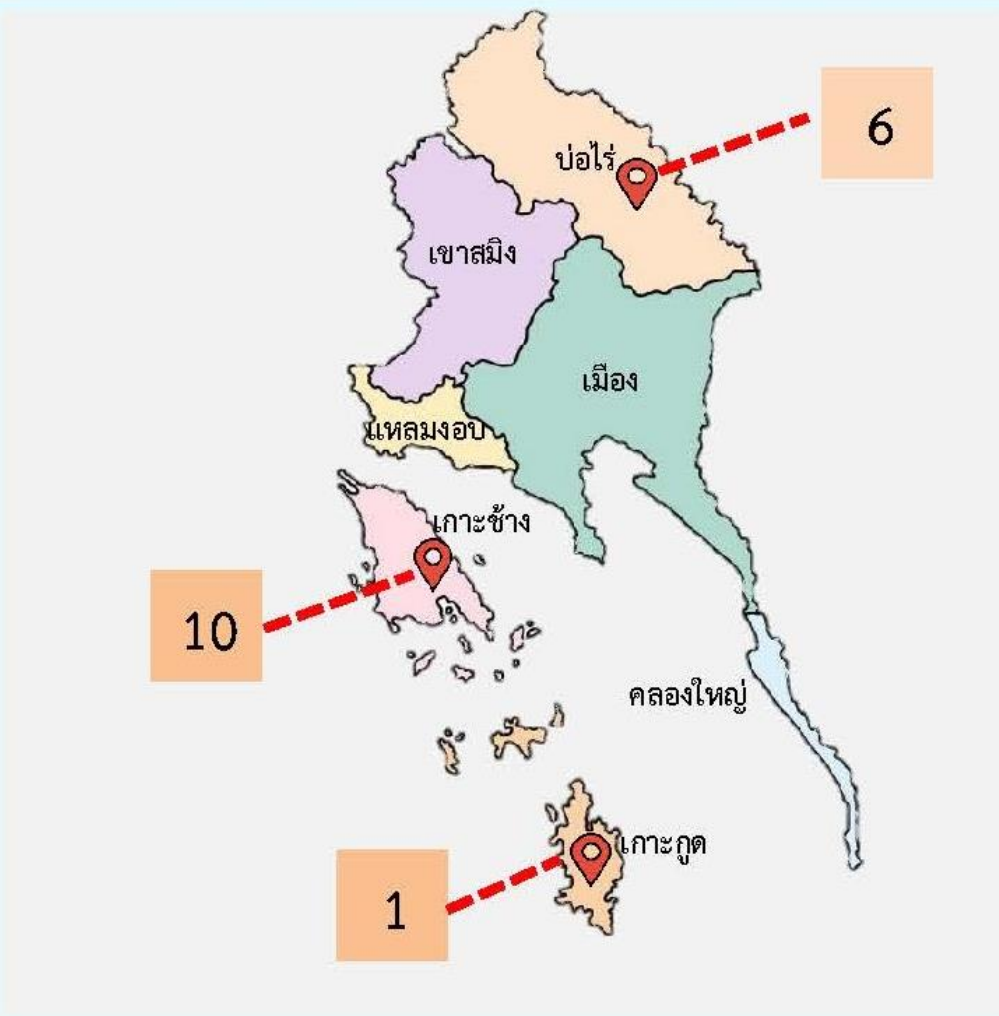 6
บ่อไร่
เขาสมิง
เมือง
แหลมงอบ
เกาะช้าง
10
คลองใหญ่
เกาะกูด
1